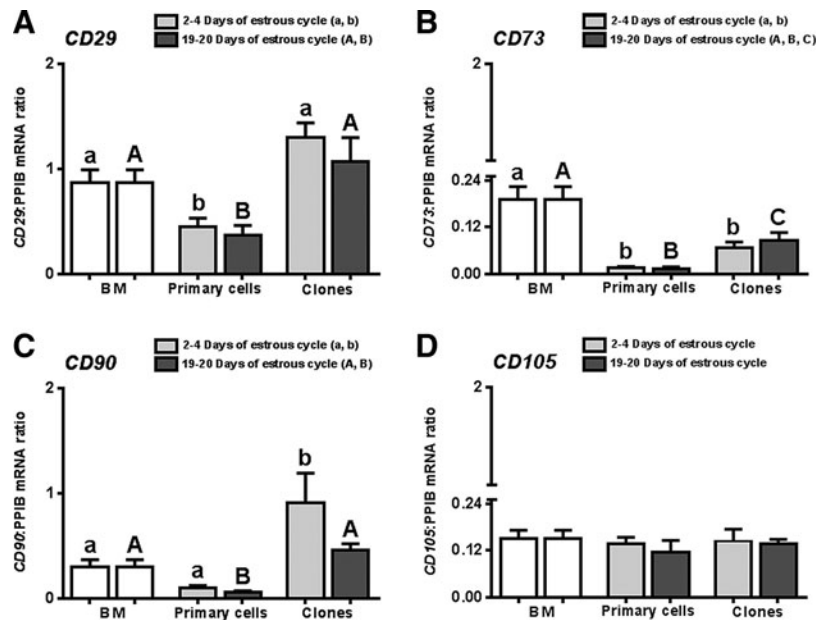 A
CD29
2-4 Days of estrous cycle (a, b)
19-20 Days of estrous cycle (A, B)
CD29:PPIB mRNA ratio
2
1
0
a
A
b
B
a
A
BM
Primary cells
Clones
B
CD73
2-4 Days of estrous cycle (a, b)
19-20 Days of estrous cycle (A, B, C)
CD73:PPIB mRNA ratio
2
0.24
0.12
0.00
a
A
b
B
b
C
BM
Primary cells
Clones
C
CD90
2-4 Days of estrous cycle (a, b)
19-20 Days of estrous cycle (A, B)
CD90:PPIB mRNA ratio
2
1
0
a
A
a
B
b
A
BM
Primary cells
Clones
D
CD105
2-4 Days of estrous cycle
19-20 Days of estrous cycle
CD105:PPIB mRNA ratio
2
0.24
0.12
0.00
BM
Primary cells
Clones